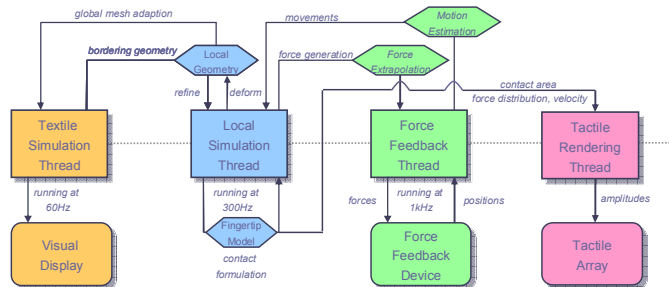 global mesh adaption
movements
Motion
Estimation
bordering geometry
Local
Geometry
force generation
Force
Extrapolation
refine
deform
contact area
force distribution, velocity
Textile
Simulation
Thread
Local
Simulation
Thread
Force
Feedback
Thread
Tactile
Rendering
Thread
running at
60Hz
running at
300Hz
forces
running at
1kHz
positions
amplitudes
Fingertip
Model
Visual
Display
contact
formulation
Force
Feedback
Device
Tactile
Array